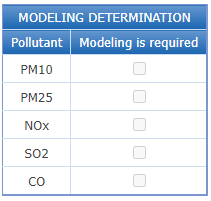 MODELING DETERMINATION
Pollutant Modeling is required
PM10
PM25
NOx
SO2
CO